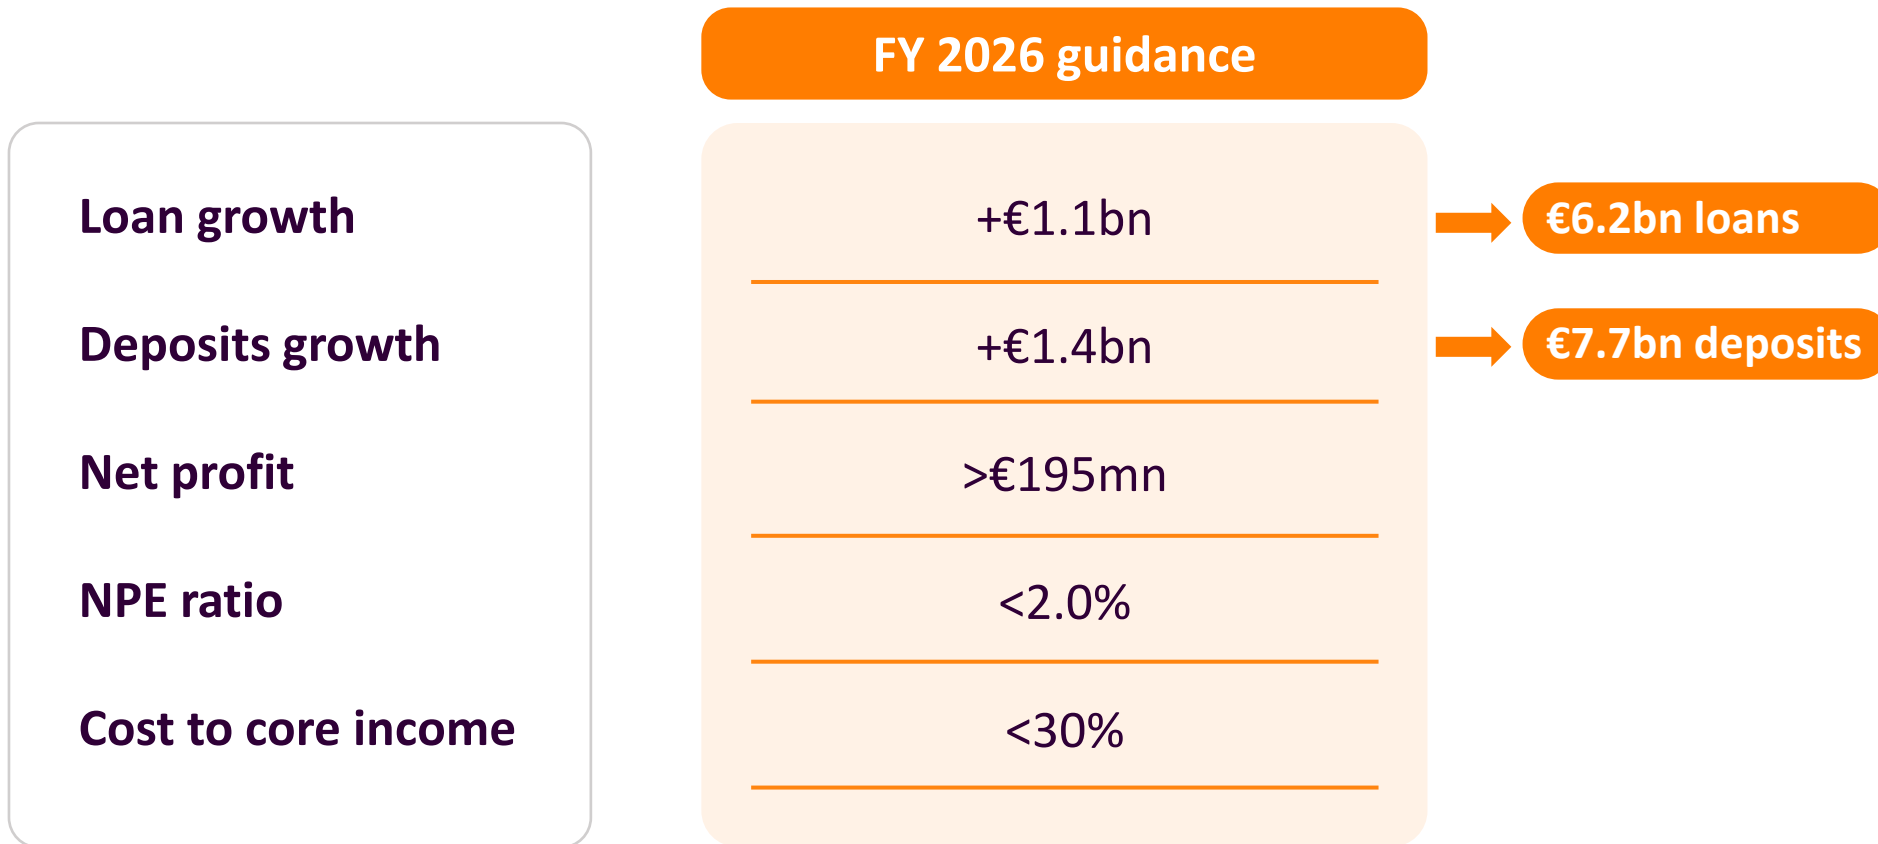 FY 2026 guidance
Loan growth
+€1.1bn
€6.2bn loans
Deposits growth
+€1.4bn
€7.7bn deposits
Net profit
>€195mn
NPE ratio
<2.0%
Cost to core income
<30%